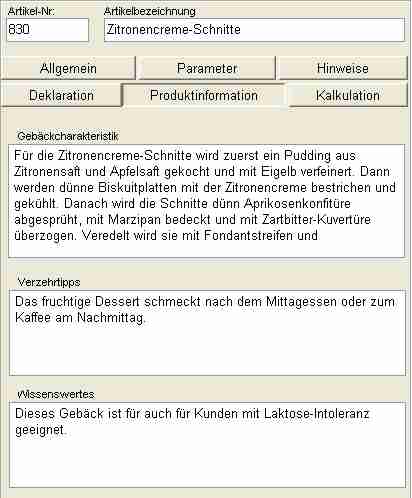 Artikel-Nr: Artikelbezeichnung
830 Zitronencreme-Schnitte
Allgemein Parameter Hinweise
Deklaration Produktinformation Kalkulation
Gebäckcharakteristik
Für die Zitronencreme-Schnitte wird zuerst ein Pudding aus
Zitronensaft und Apfelsaft gekocht und mit Eigelb verfeinert. Dann
werden dünne Biskuitplatten mit der Zitronencreme bestrichen und
gekühlt. Danach wird die Schnitte dünn Aprikosenkonfitüre
abgesprüht, mit Marzipan bedeckt und mit Zartbitter-Kuvertüre
überzogen. Veredelt wird sie mit Fondantstreifen und
Verzehrtipps
Das fruchtige Dessert schmeckt nach dem Mittagessen oder zum
Kaffee am Nachmittag.
Wissenswertes
Dieses Gebäck ist für auch für Kunden mit Laktose-Intoleranz
geeignet.